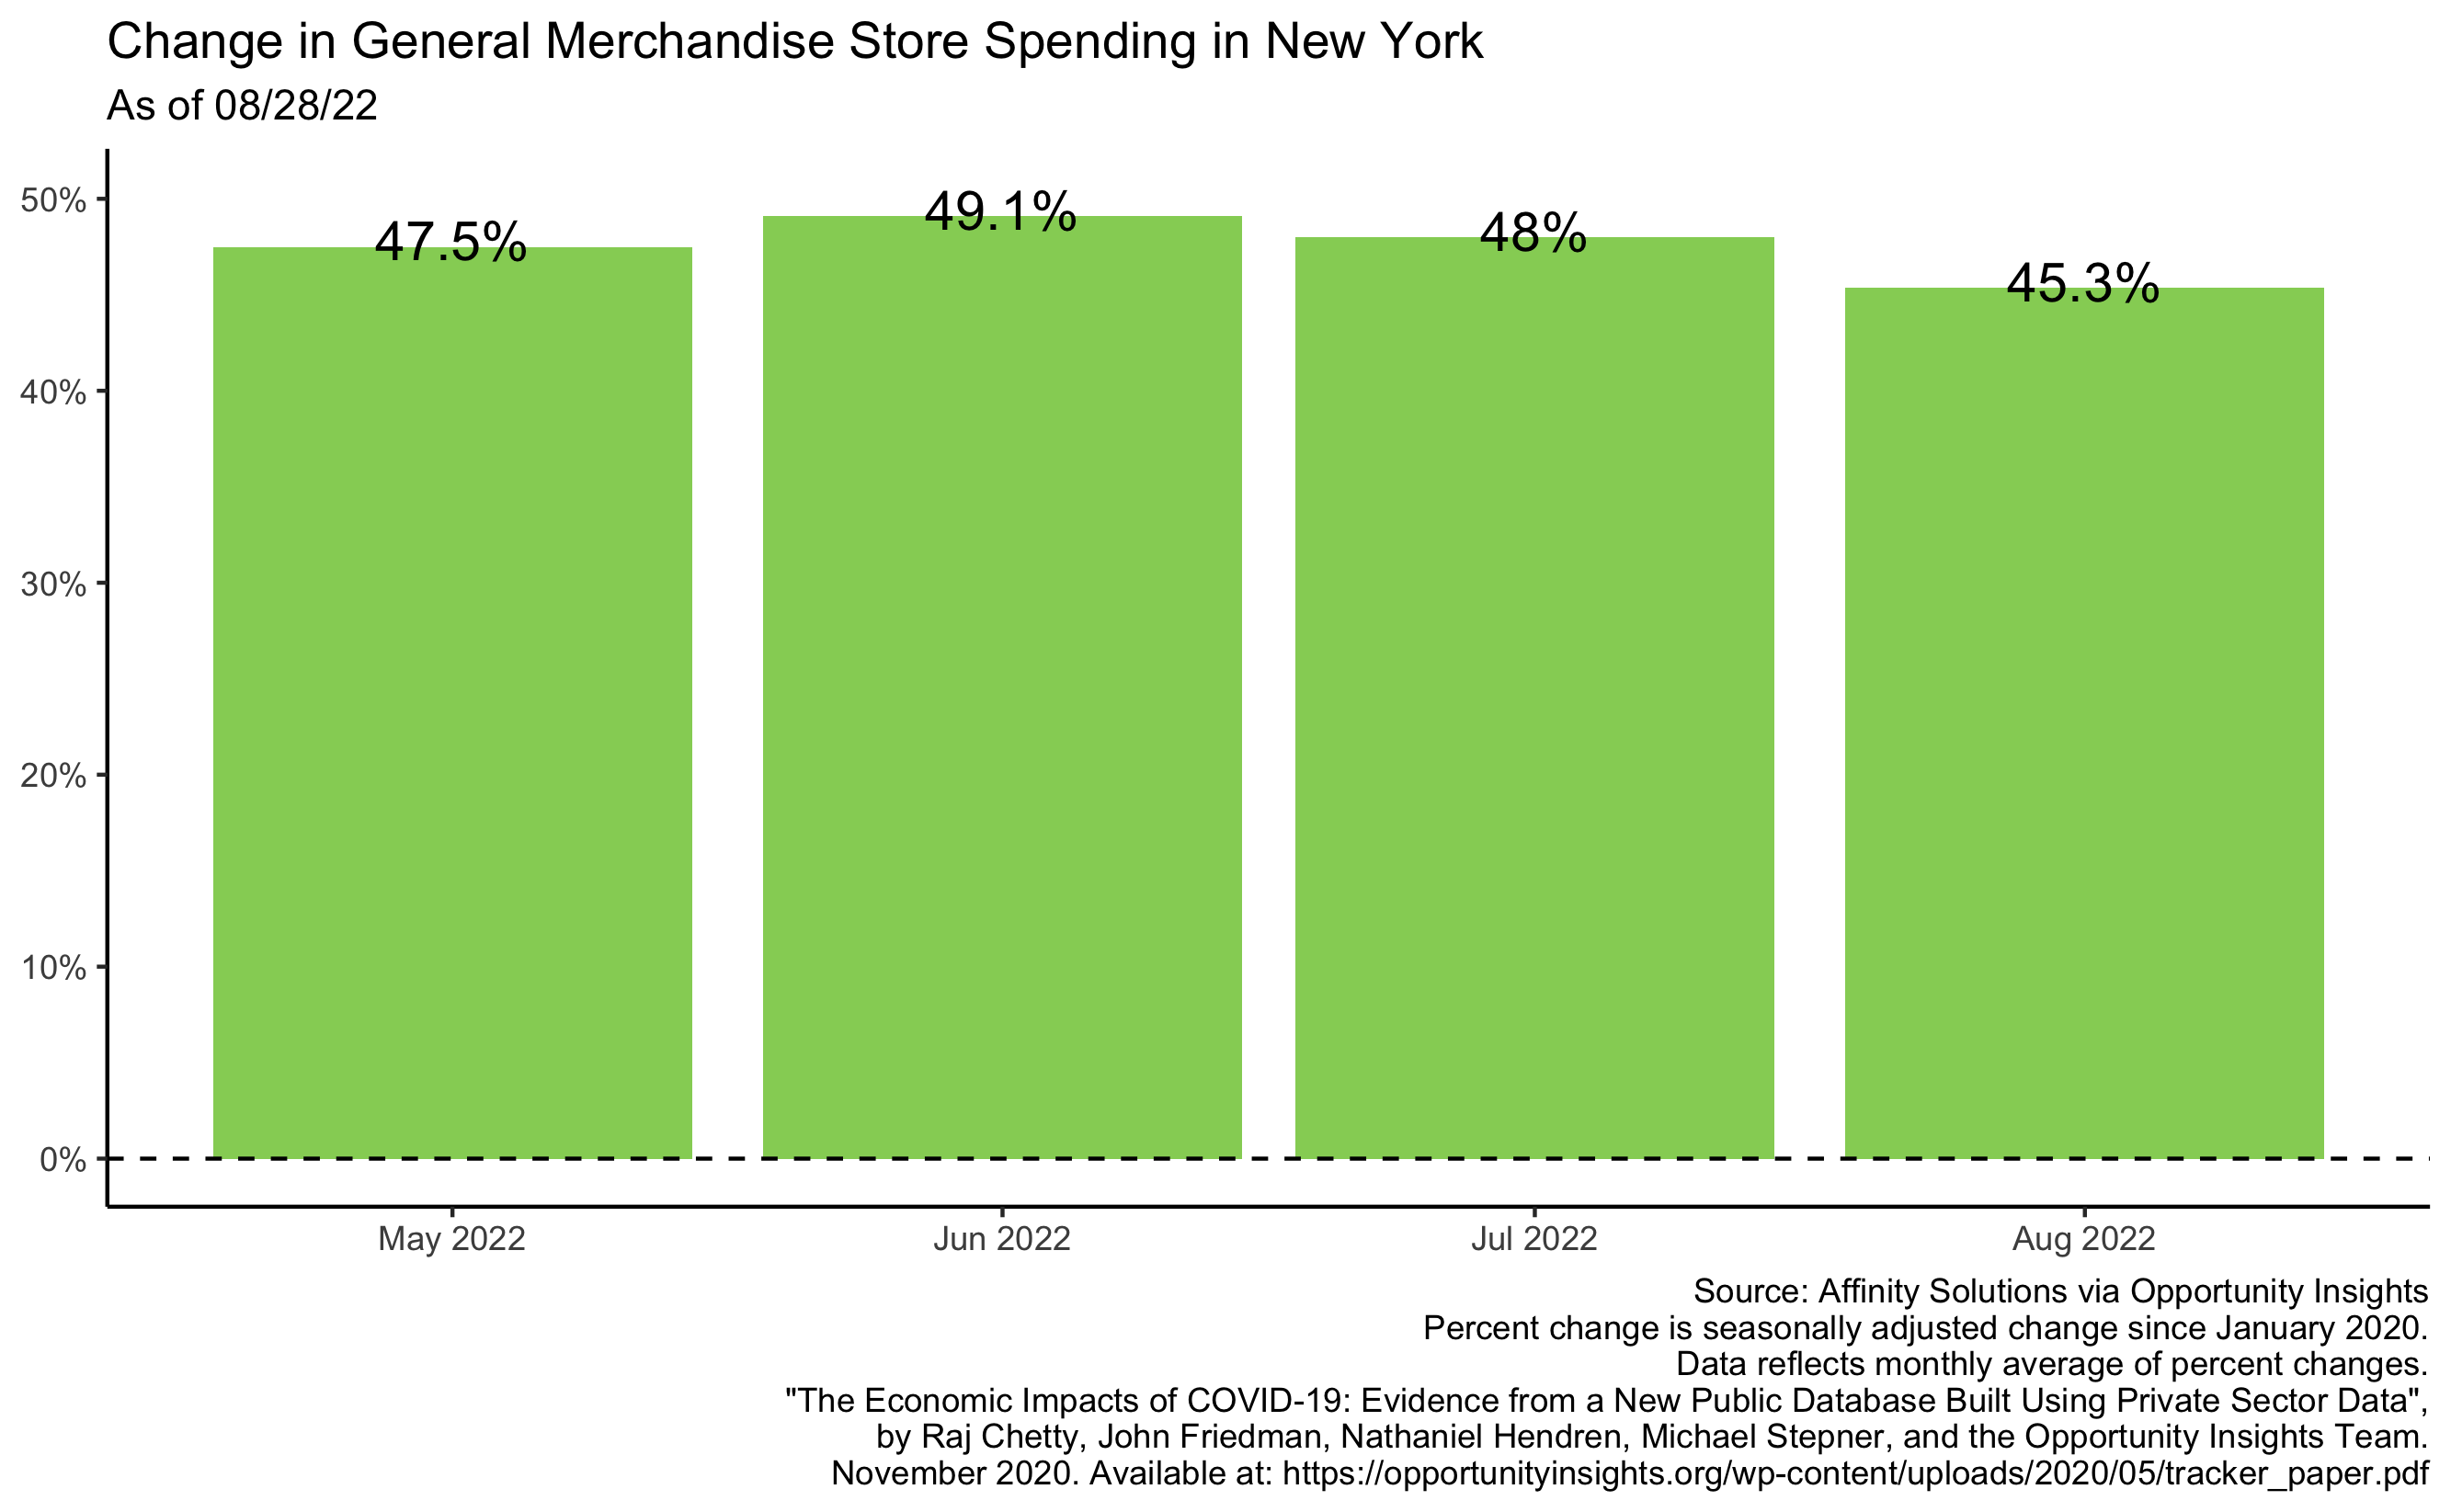 Change in General Merchandise Store Spending in New York
As of 08/28/22
50%
40%
30%
20%
10%
0%
47.5%
49.1%
48%
45.3%
May 2022
Jun 2022
Jul 2022
Aug 2022
Source: Affinity Solutions via Opportunity Insights
Percent change is seasonally adjusted change since January 2020.
Data reflects monthly average of percent changes.
"The Economic Impacts of COVID-19: Evidence from a New Public Database Built Using Private Sector Data",
by Raj Chetty, John Friedman, Nathaniel Hendren, Michael Stepner, and the Opportunity Insights Team.
November 2020. Available at: https://opportunityinsights.org/wp-content/uploads/2020/05/tracker_paper.pdf